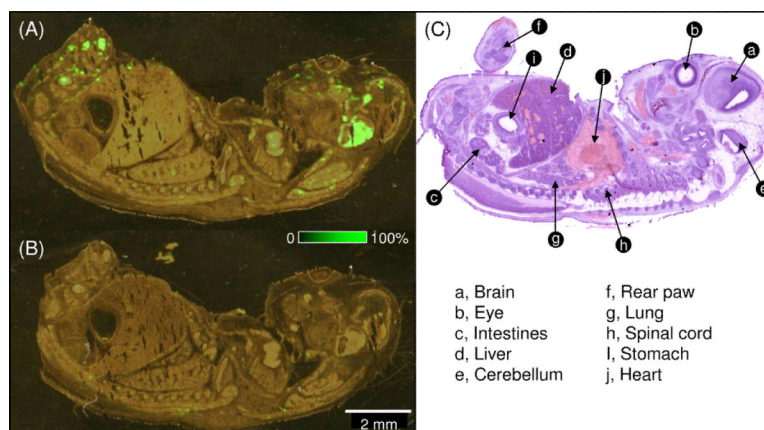 (A)
0 100%
(B)
2 mm
(C)
f
i
d
j
b
a
c
g
h
e
a, Brain
b, Eye
c, Intestines
d, Liver
e, Cerebellum
f, Rear paw
g, Lung
h, Spinal cord
I, Stomach
j, Heart